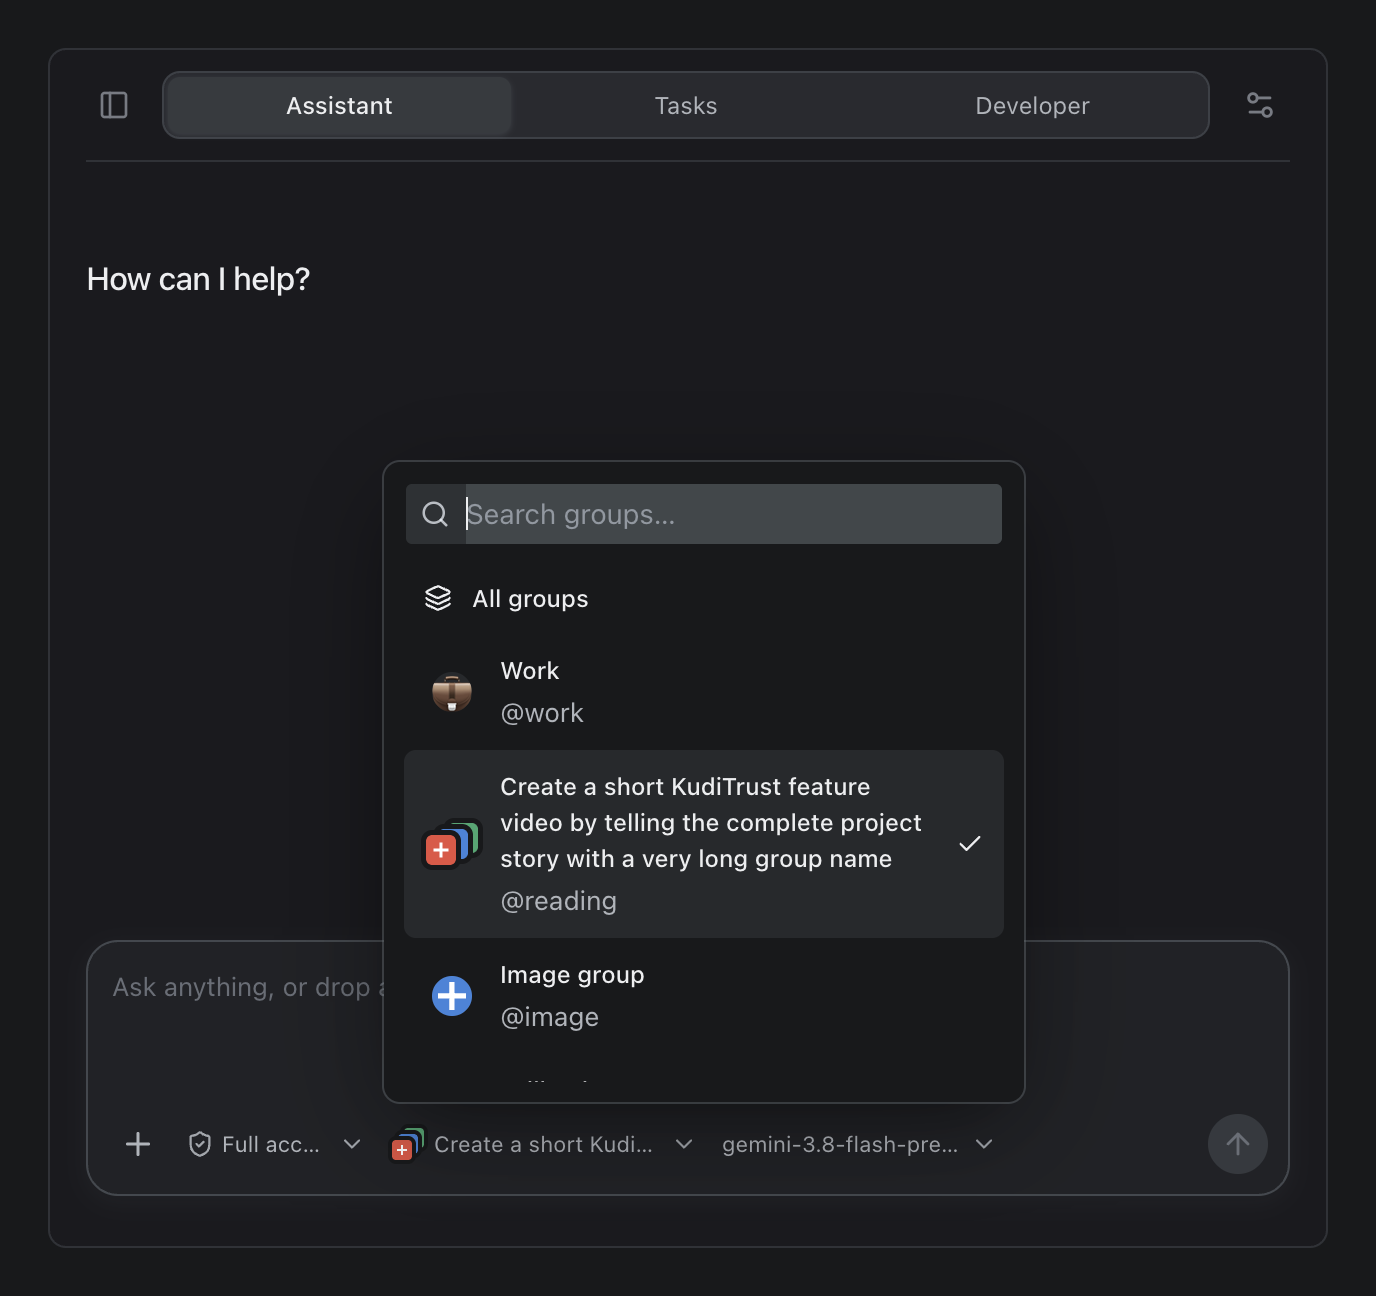 Assistant
Tasks
Developer
How can I help?
Search groups...
All groups
Work
@work
Create a short KudiTrust feature
video by telling the complete project
story with a very long group name
@reading
Image group
@image
Ask anything, or drop
Full acc...
Create a short Kudi...
gemini-3.8-flash-pre...